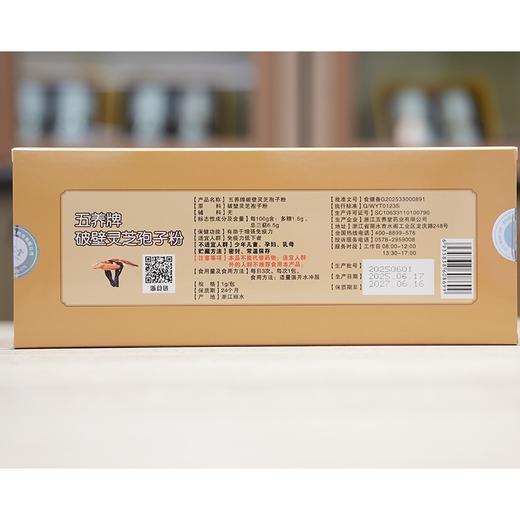 五养牌
破壁灵芝孢子粉
浙食链
【产品名称】五养牌破壁灵芝孢子粉
【原　　料】破壁灵芝孢子粉
【辅　　料】无
【标志性成分及含量】每100g含：多糖1.5g、
总三萜6.5g
【保健功能】有助于增强免疫力
【适宜人群】免疫力低下者
【不适宜人群】少年儿童、孕妇、乳母
【贮藏方法】密封，常温保存
【注意事项】本品不能代替药物；适宜人群
外的人群不推荐食用本产品。
【食用量及食用方法】每日3次，每次1包，
食用方法：适量温开水冲服
【规　　格】1g/包
【保质期】24个月
【产　　地】浙江丽水
【批准文号】食健备G202533000891
【执行标准】Q/WYT0123S
【生产许可证号】SC10633110100790
【生产企业】浙江五养堂药业有限公司
【地址】浙江省丽水市水阁工业区龙庆路248号
【全国热线电话】400-8899-576
【投诉服务电话】0578-2959008
【服务时段】工作日 08:00-12:00
13:30-17:00
【生产批号】20250601
【生产日期】2025.06.17
【保质期至】2027.06.16